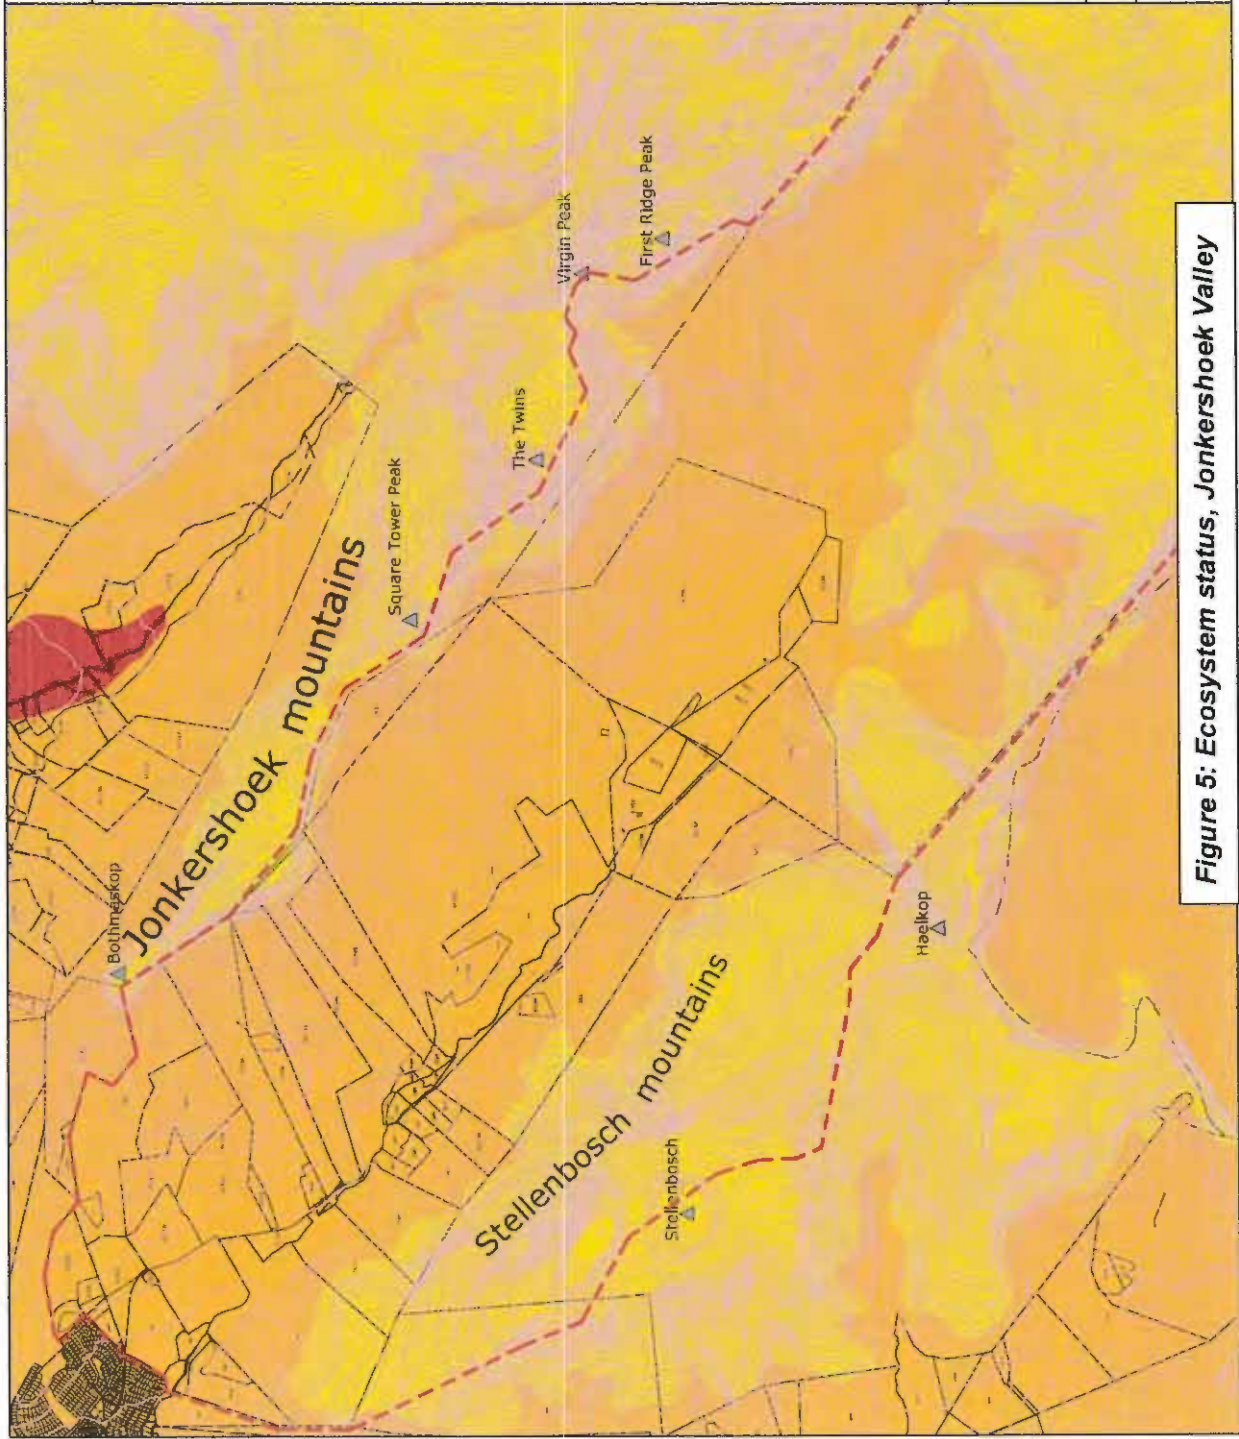 Bothmaskop
Jonkershoek mountains
Square Tower Peak
The Twins
Virgin Peak
First Ridge Peak
Stellenbosch mountains
Stellenbosch
Haelkop
Figure 5: Ecosystem status, Jonkershoek Valley